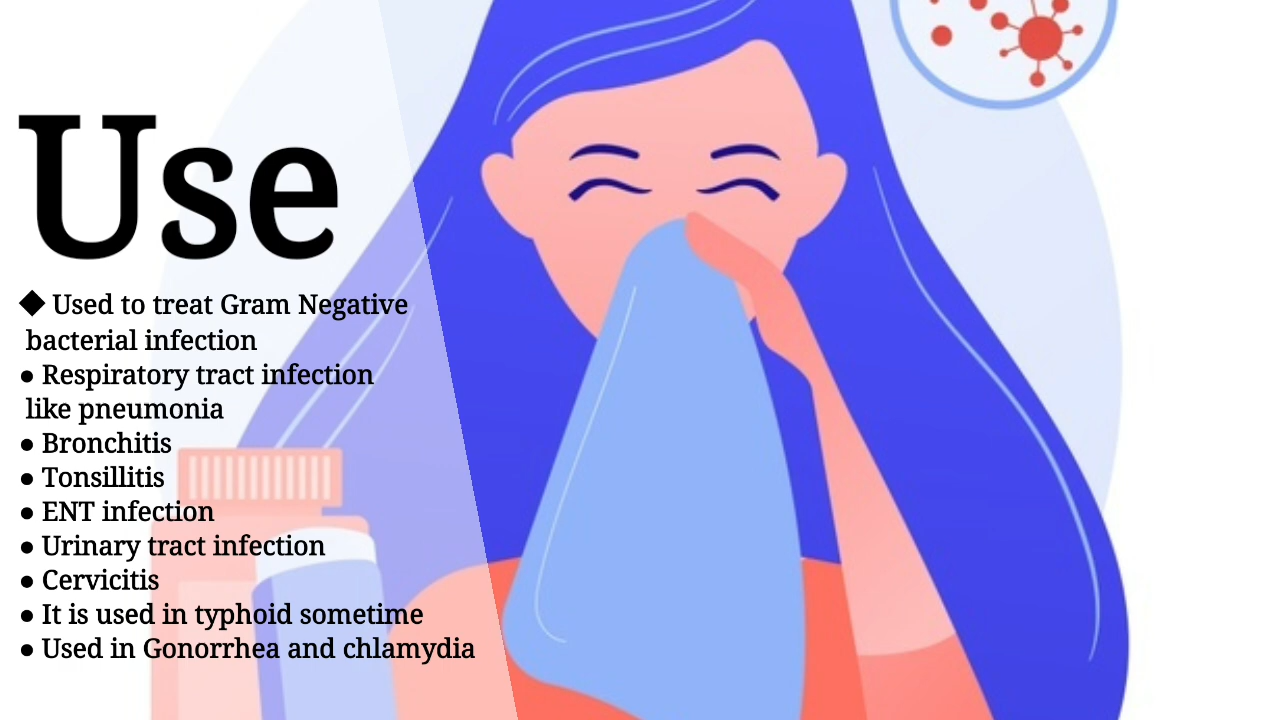 Use
◆ Used to treat Gram Negative
bacterial infection
● Respiratory tract infection
like pneumonia
● Bronchitis
● Tonsillitis
● ENT infection
● Urinary tract infection
● Cervicitis
● It is used in typhoid sometime
● Used in Gonorrhea and chlamydia